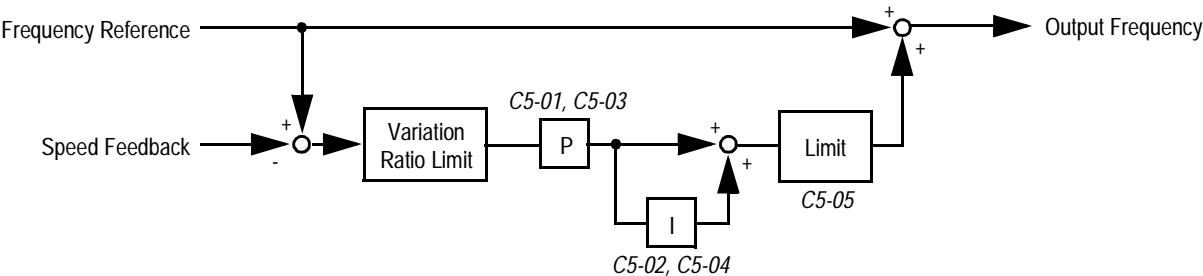 Frequency Reference
+
+
Output Frequency
C5-01, C5-03
+
Speed Feedback
-
Variation
Ratio Limit
P
+
+
Limit
C5-05
I
C5-02, C5-04